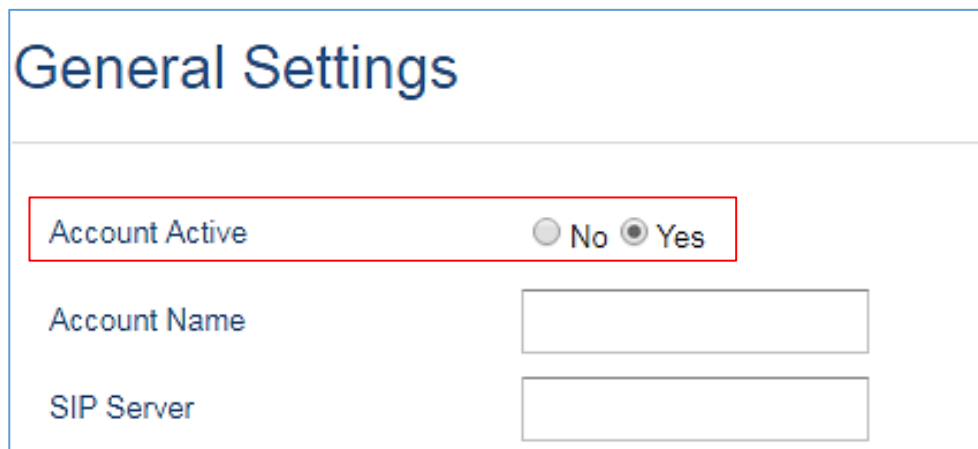 General Settings
Account Active No Yes
Account Name
SIP Server